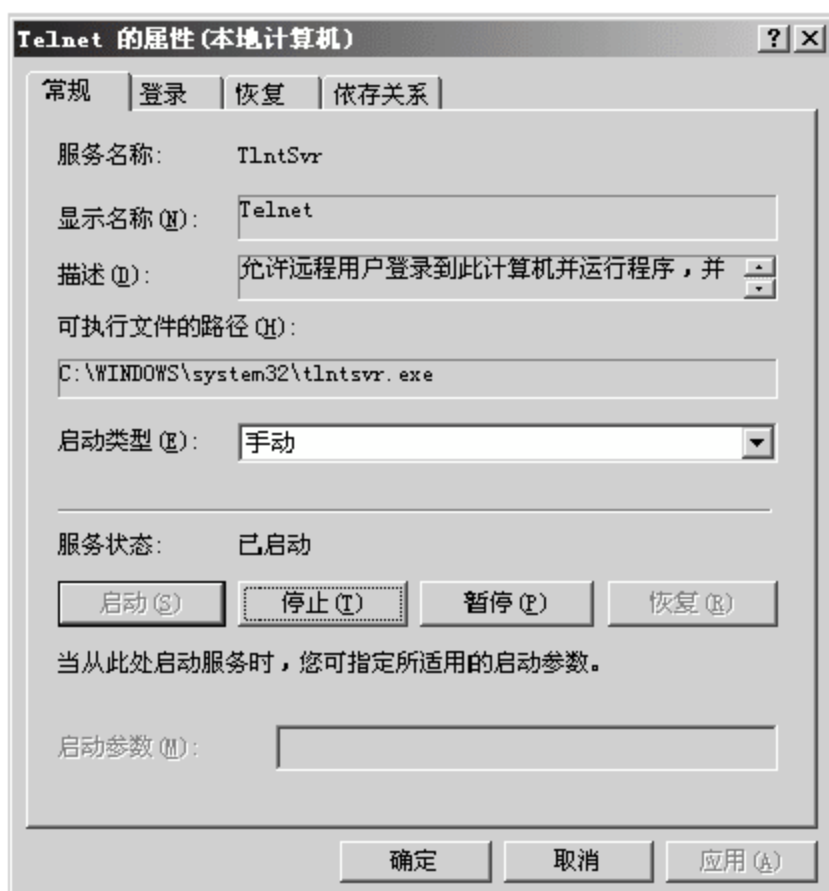 Telnet 的属性(本地计算机)
常规 登录 恢复 依存关系
服务名称: TlntSvr
显示名称(N): Telnet
描述(D): 允许远程用户登录到此计算机并运行程序，并
可执行文件的路径(H):
C:\WINDOWS\system32\tlntsvr.exe
启动类型(E): 手动
服务状态: 已启动
启动(S) 停止(T) 暂停(P) 恢复(R)
当从此处启动服务时，您可指定所适用的启动参数。
启动参数(M):
确定 取消 应用(A)